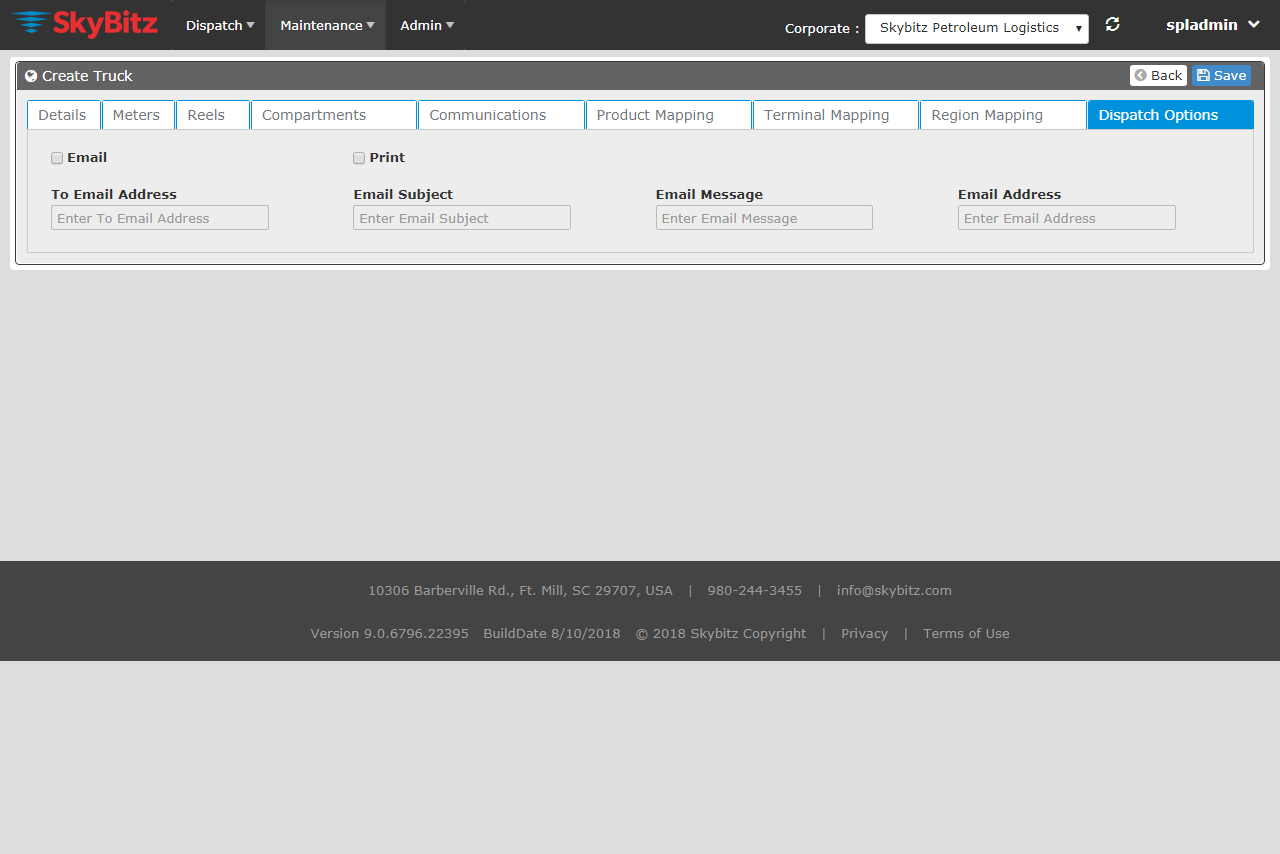 SkyBitz Dispatch Maintenance Admin Corporate : Skybitz Petroleum Logistics spladmin
Create Truck Back Save
Details Meters Reels Compartments Communications Product Mapping Terminal Mapping Region Mapping Dispatch Options
Email Print
To Email Address Email Subject Email Message Email Address
Enter To Email Address Enter Email Subject Enter Email Message Enter Email Address
10306 Barberville Rd., Ft. Mill, SC 29707, USA | 980-244-3455 | info@skybitz.com
Version 9.0.6796.22395 BuildDate 8/10/2018 © 2018 Skybitz Copyright | Privacy | Terms of Use